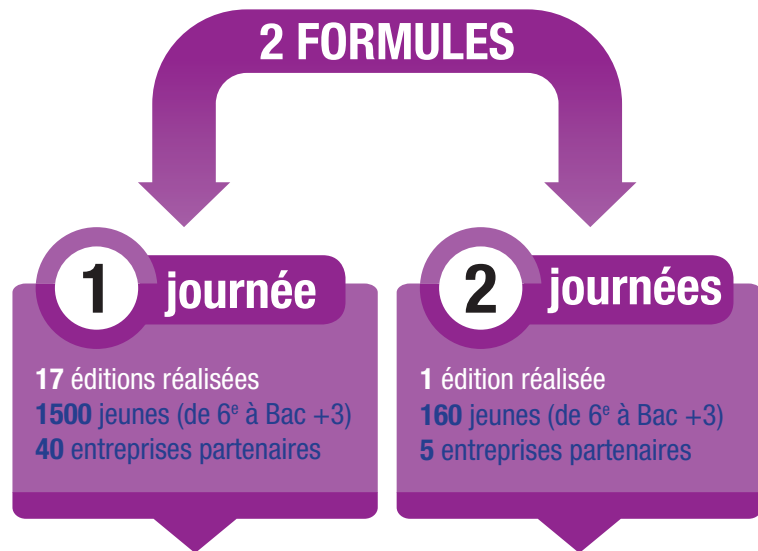 2 FORMULES
1 journée
17 éditions réalisées
1500 jeunes (de 6e à Bac +3)
40 entreprises partenaires
2 journées
1 édition réalisée
160 jeunes (de 6e à Bac +3)
5 entreprises partenaires